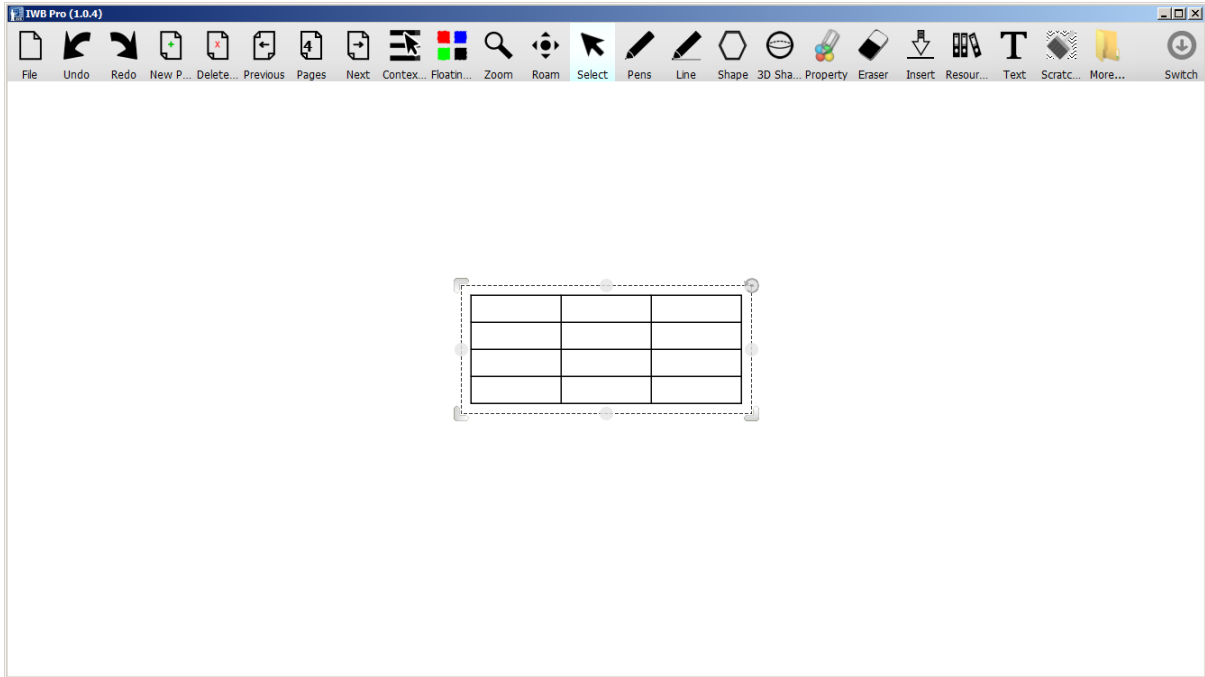 IWB Pro (1.0.4)
4 T
File Undo Redo New P... Delete... Previous Pages Next Contex... Floatin... Zoom Roam Select Pens Line Shape 3D Sha... Property Eraser Insert Resour... Text Scratc... More... Switch